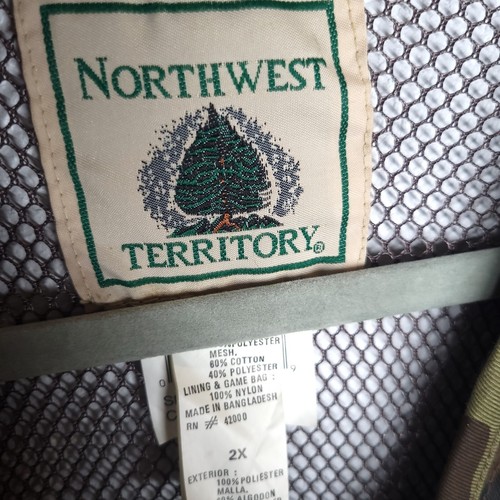 NORTHWEST
TERRITORY®
MESH.
60% COTTON
40% POLYESTER
LINING & GAME BAG :
100% NYLON
MADE IN BANGLADESH
RN # 42000
2X
EXTERIOR :
100% POLIESTER
MALLA,